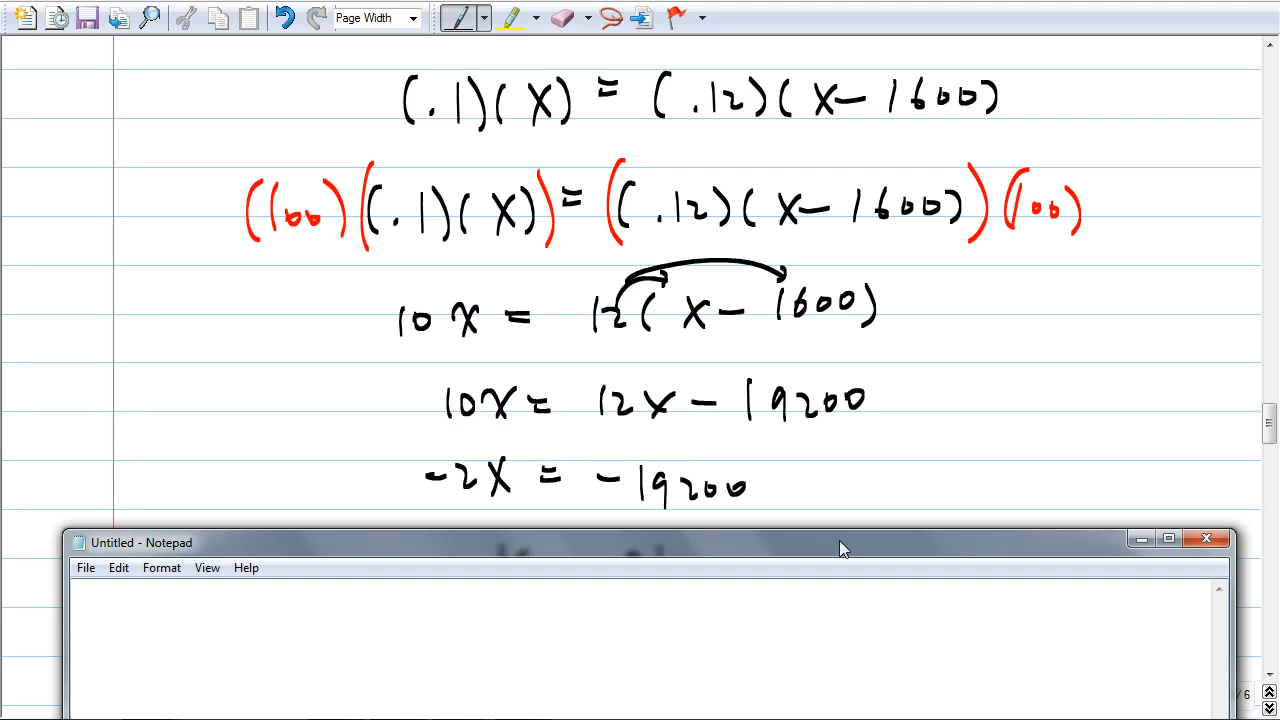 Page Width
(.1)(x) = (.12)(x-1600)
(100)((.1)(x)) = ((.12)(x-1600))(100)
10x = 12(x-1600)
10x = 12x-19200
-2x = -19200
Untitled - Notepad
File Edit Format View Help
/ 6